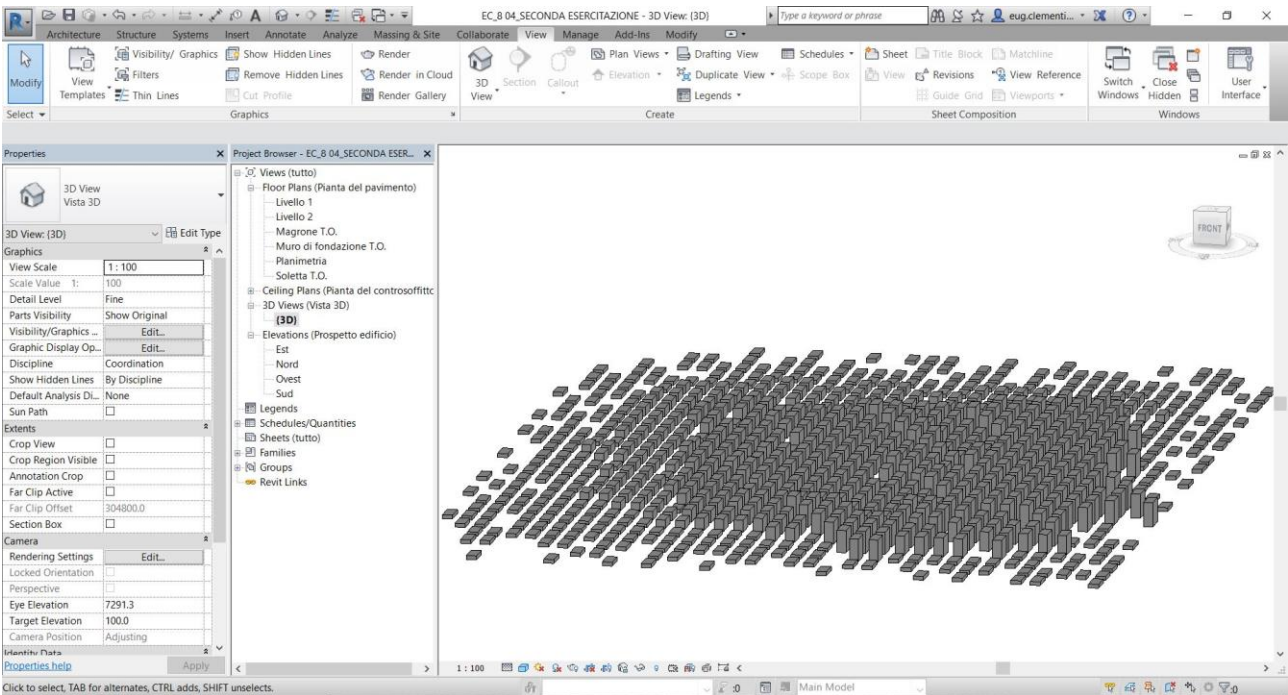 EC_8 04_SECONDA ESERCITAZIONE - 3D View: {3D}
Type a keyword or phrase
eug.clementi...
Architecture Structure Systems Insert Annotate Analyze Massing & Site Collaborate View Manage Add-Ins Modify
Modify
View Templates
Visibility/ Graphics
Filters
Thin Lines
Show Hidden Lines
Remove Hidden Lines
Cut Profile
Render
Render in Cloud
Render Gallery
3D View
Section
Callout
Plan Views
Elevation
Drafting View
Duplicate View
Legends
Schedules
Scope Box
Sheet
View
Title Block
Revisions
Guide Grid
Matchline
View Reference
Viewports
Switch Windows
Close Hidden
User Interface
Select Graphics Create Sheet Composition Windows
Properties
3D View
Vista 3D
3D View: {3D} Edit Type
Graphics
View Scale 1 : 100
Scale Value 1: 100
Detail Level Fine
Parts Visibility Show Original
Visibility/Graphics ... Edit...
Graphic Display Op... Edit...
Discipline Coordination
Show Hidden Lines By Discipline
Default Analysis Di... None
Sun Path
Extents
Crop View
Crop Region Visible
Annotation Crop
Far Clip Active
Far Clip Offset 304800.0
Section Box
Camera
Rendering Settings Edit...
Locked Orientation
Perspective
Eye Elevation 7291.3
Target Elevation 100.0
Camera Position Adjusting
Identity Data
Properties help Apply
Project Browser - EC_8 04_SECONDA ESER...
Views (tutto)
Floor Plans (Pianta del pavimento)
Livello 1
Livello 2
Magrone T.O.
Muro di fondazione T.O.
Planimetria
Soletta T.O.
Ceiling Plans (Pianta del controsoffittc
3D Views (Vista 3D)
{3D}
Elevations (Prospetto edificio)
Est
Nord
Ovest
Sud
Legends
Schedules/Quantities
Sheets (tutto)
Families
Groups
Revit Links
FRONT
1 : 100
Click to select, TAB for alternates, CTRL adds, SHIFT unselects.
:0
Main Model
:0